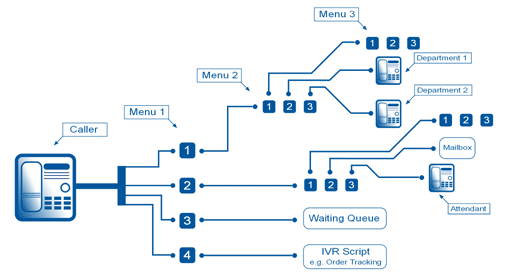 Menu 3
1 2 3
Department 1
Menu 2
1 2 3
Department 2
Menu 1
Caller
1
1 2 3
Mailbox
2
1 2 3
Attendant
3
Waiting Queue
4
IVR Script
e.g. Order Tracking